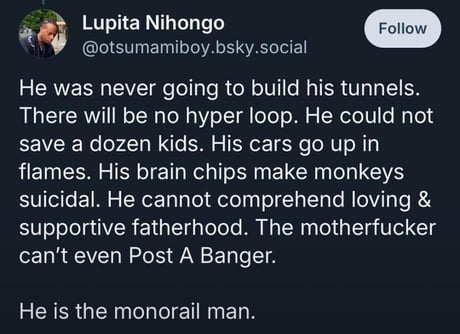 Lupita Nihongo
Follow
@otsumamiboy.bsky.social
He was never going to build his tunnels.
There will be no hyper loop. He could not
save a dozen kids. His cars go up in
flames. His brain chips make monkeys
suicidal. He cannot comprehend loving &
supportive fatherhood. The motherfucker
can’t even Post A Banger.
He is the monorail man.